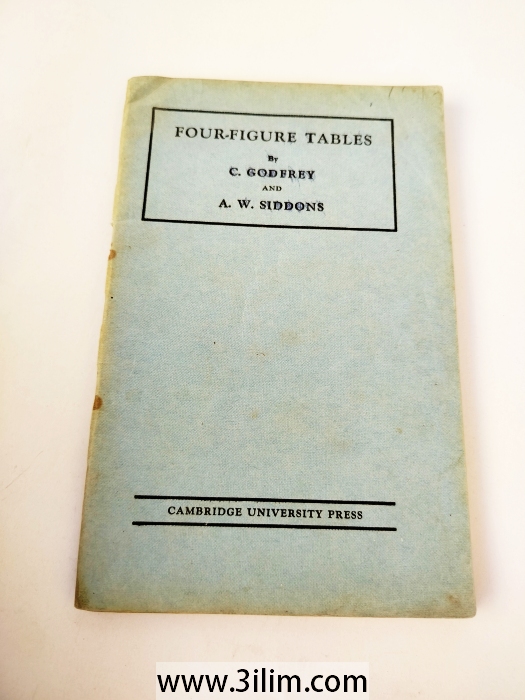 FOUR-FIGURE TABLES
By
C. GODFREY
AND
A. W. SIDDONS
CAMBRIDGE UNIVERSITY PRESS
www.3ilim.com